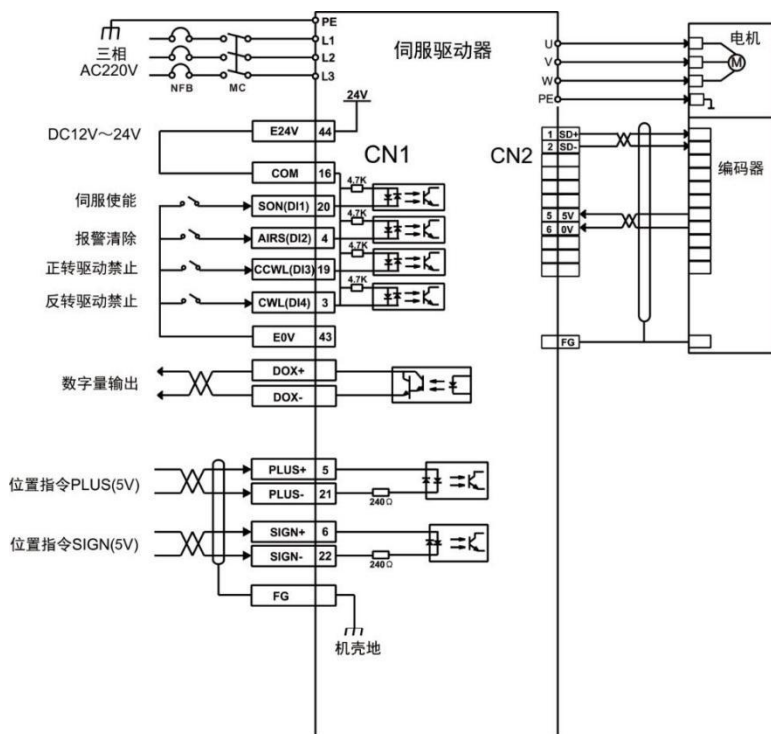 PE
L1
L2
L3
三相
AC220V
NFB
MC
伺服驱动器
U
V
W
PE
电机
M
24V
DC12V～24V
E24V 44
COM 16
CN1
CN2
4.7K
伺服使能
SON(DI1) 20
4.7K
报警清除
AIRS(DI2) 4
4.7K
正转驱动禁止
CCWL(DI3) 19
4.7K
反转驱动禁止
CWL(DI4) 3
E0V 43
1 SD+
2 SD-
编码器
5 5V
6 0V
FG
数字量输出
DOX+
DOX-
位置指令PLUS(5V)
PLUS+ 5
PLUS- 21
240Ω
位置指令SIGN(5V)
SIGN+ 6
SIGN- 22
240Ω
FG
机壳地